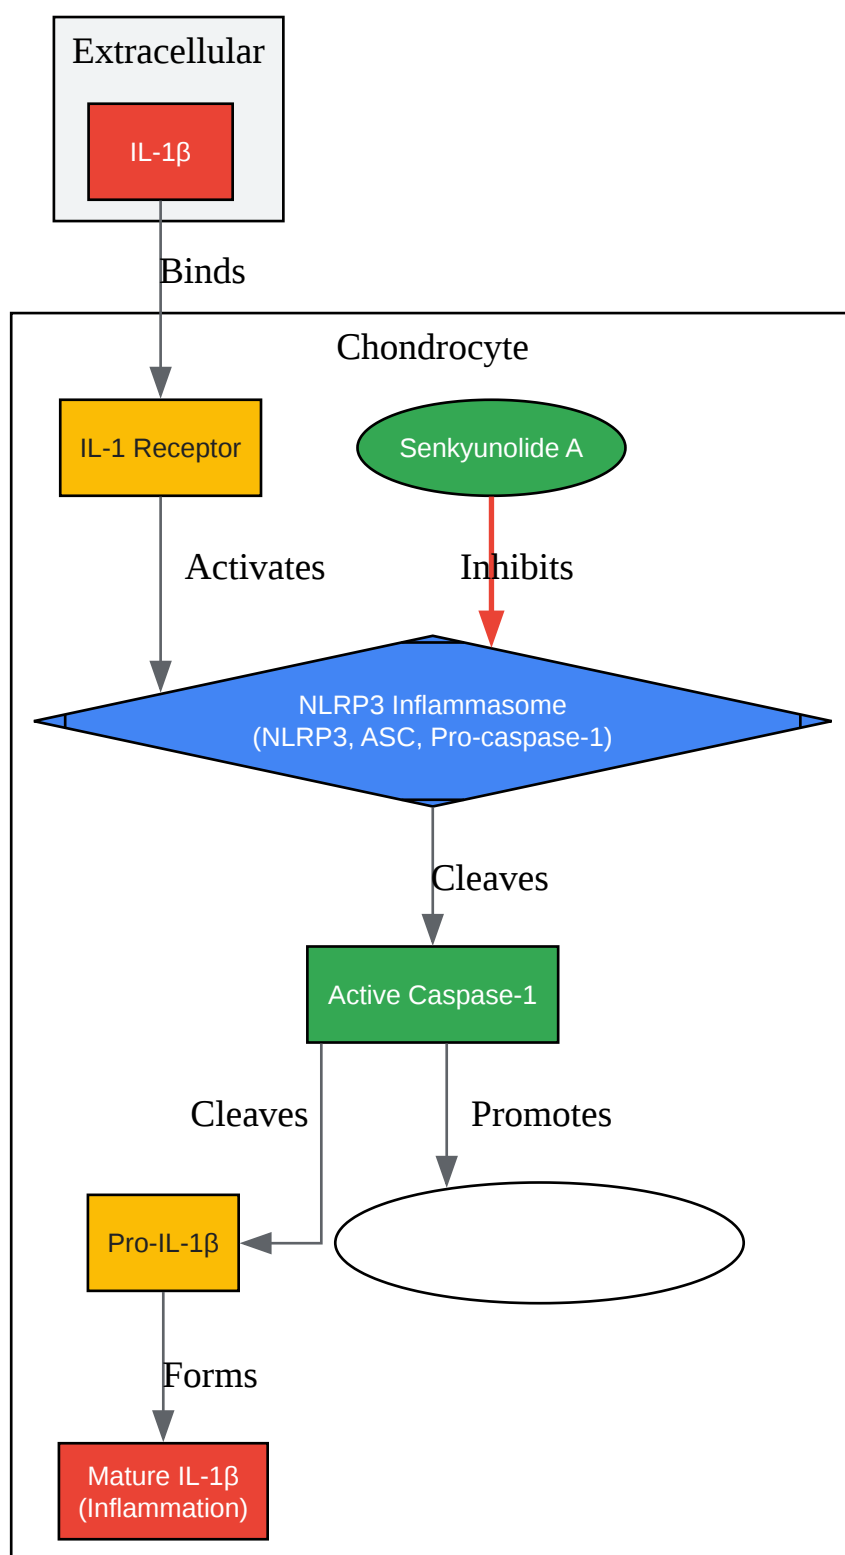 Extracellular
IL-1β
Binds
Chondrocyte
IL-1 Receptor
Senkyunolide A
Activates
Inhibits
NLRP3 Inflammasome
(NLRP3, ASC, Pro-caspase-1)
Cleaves
Active Caspase-1
Cleaves
Promotes
Pro-IL-1β
Forms
Mature IL-1β
(Inflammation)